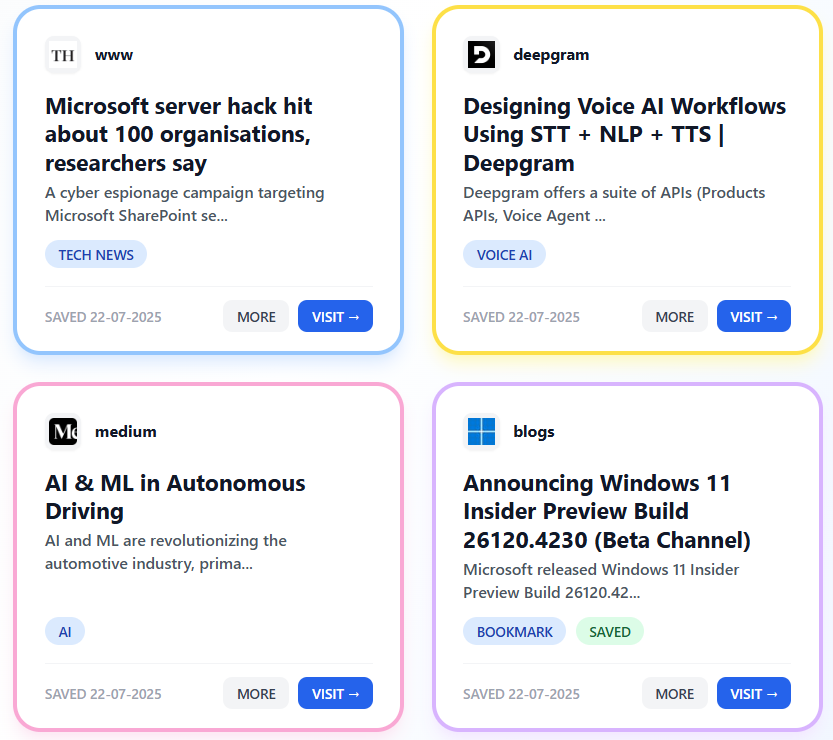 TH www
Microsoft server hack hit
about 100 organisations,
researchers say
A cyber espionage campaign targeting
Microsoft SharePoint se...
TECH NEWS
SAVED 22-07-2025 MORE VISIT →
deepgram
Designing Voice AI Workflows
Using STT + NLP + TTS |
Deepgram
Deepgram offers a suite of APIs (Products
APIs, Voice Agent ...
VOICE AI
SAVED 22-07-2025 MORE VISIT →
Me medium
AI & ML in Autonomous
Driving
AI and ML are revolutionizing the
automotive industry, prima...
AI
SAVED 22-07-2025 MORE VISIT →
blogs
Announcing Windows 11
Insider Preview Build
26120.4230 (Beta Channel)
Microsoft released Windows 11 Insider
Preview Build 26120.42...
BOOKMARK SAVED
SAVED 22-07-2025 MORE VISIT →